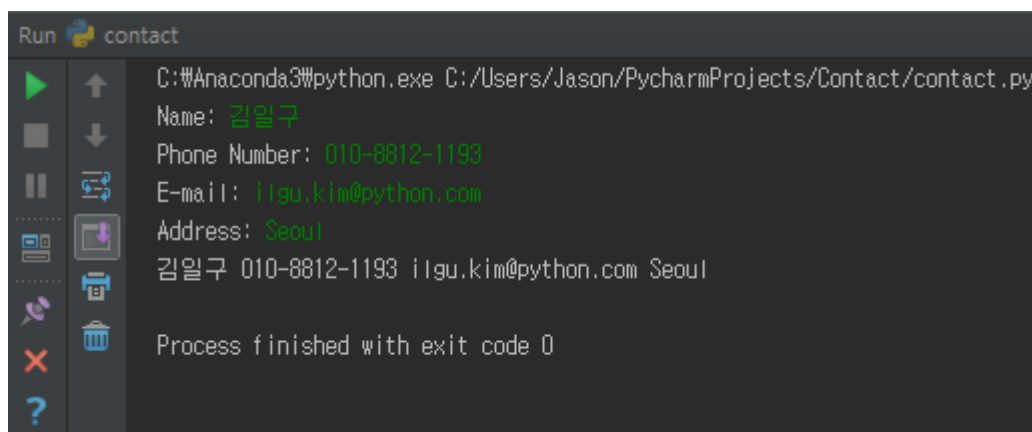 Run contact
C:₩Anaconda3₩python.exe C:/Users/Jason/PycharmProjects/Contact/contact.py
Name: 김일구
Phone Number: 010-8812-1193
E-mail: ilgu.kim@python.com
Address: Seoul
김일구 010-8812-1193 ilgu.kim@python.com Seoul
Process finished with exit code 0